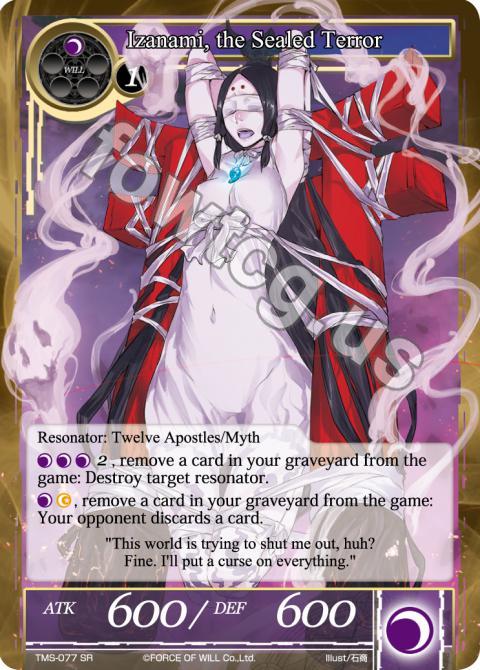 Izanami, the Sealed Terror
WILL
1
fowtcg.us
Resonator: Twelve Apostles/Myth
2 , remove a card in your graveyard from the
game: Destroy target resonator.
, remove a card in your graveyard from the game:
Your opponent discards a card.
"This world is trying to shut me out, huh?
Fine. I'll put a curse on everything."
ATK 600 / DEF 600
TMS-077 SR ©FORCE OF WILL Co.,Ltd. Illust/石商